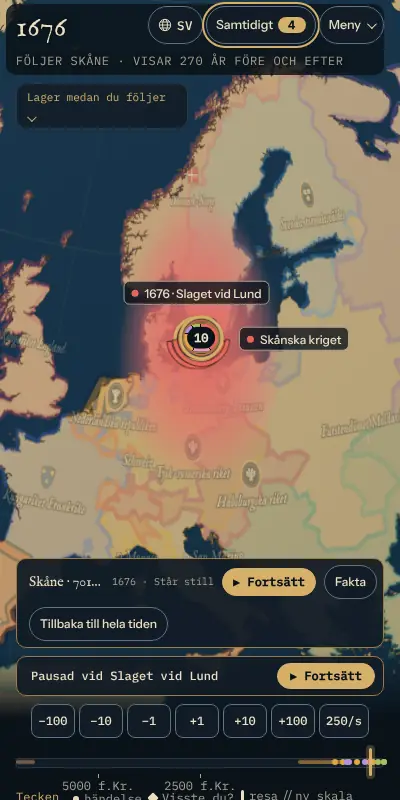 1676
SV
Samtidigt 4
Meny
FÖLJER SKÅNE · VISAR 270 ÅR FÖRE OCH EFTER
Lager medan du följer
1676 · Slaget vid Lund
10
Skånska kriget
Habsburgska riket
Skåne · 701… 1676 · Står still ▶ Fortsätt Fakta
Tillbaka till hela tiden
Pausad vid Slaget vid Lund ▶ Fortsätt
−100 −10 −1 +1 +10 +100 250/s
5000 f.Kr. 2500 f.Kr.
Tecken händelse Visste du? resa // ny skala